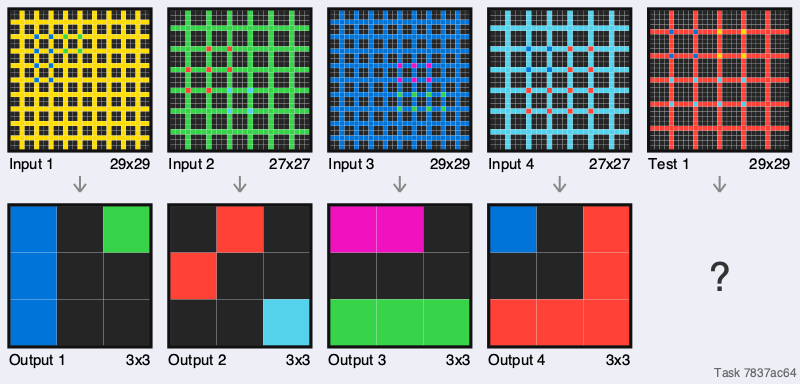 Input 1 29x29
Input 2 27x27
Input 3 29x29
Input 4 27x27
Test 1 29x29
?
Output 1 3x3
Output 2 3x3
Output 3 3x3
Output 4 3x3
Task 7837ac64